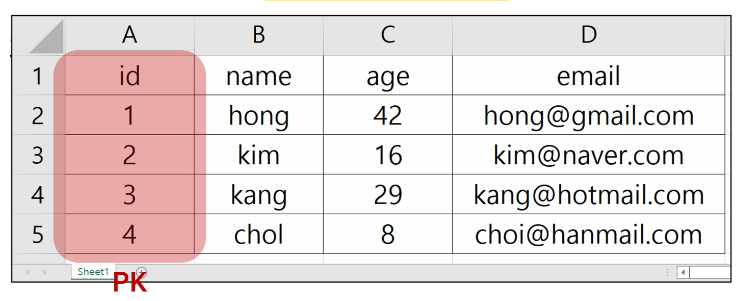 A B C D
1 id name age email
2 1 hong 42 hong@gmail.com
3 2 kim 16 kim@naver.com
4 3 kang 29 kang@hotmail.com
5 4 chol 8 choi@hanmail.com
Sheet1
PK